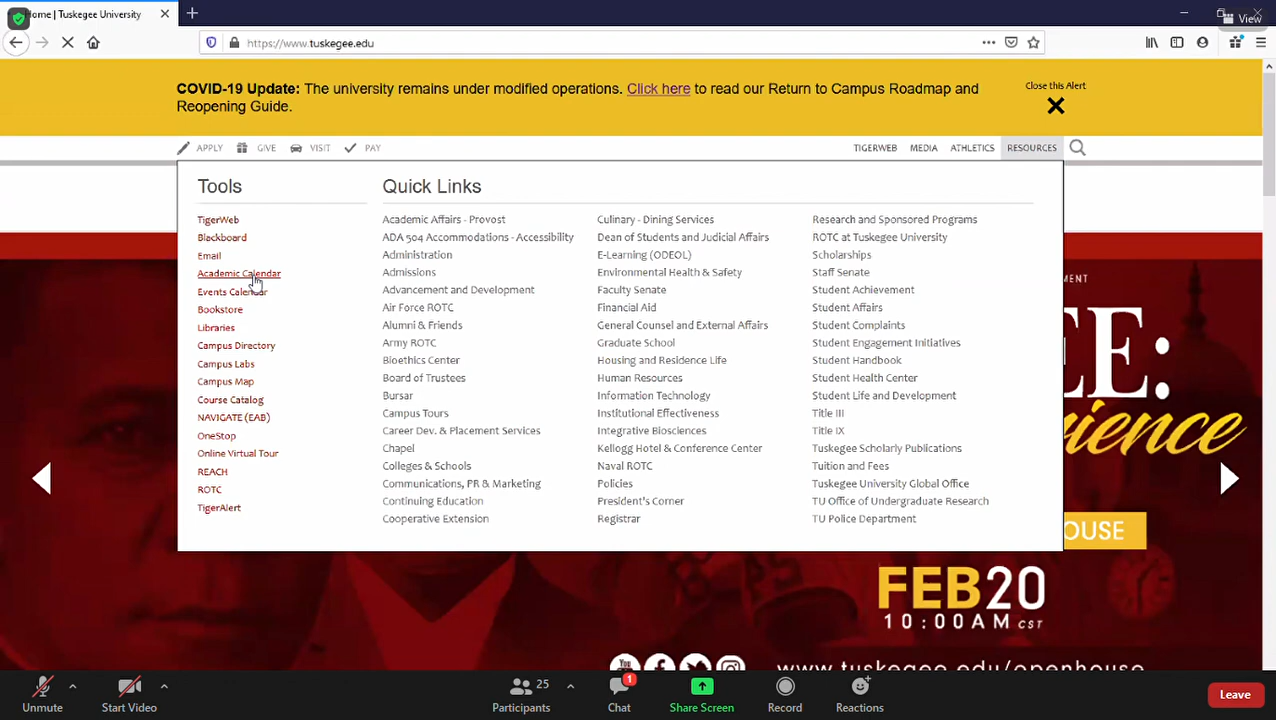 Home | Tuskegee University
View
https://www.tuskegee.edu
COVID-19 Update: The university remains under modified operations. Click here to read our Return to Campus Roadmap and
Reopening Guide.
Close this Alert
APPLY GIVE VISIT PAY
TIGERWEB MEDIA ATHLETICS RESOURCES
Tools
TigerWeb
Blackboard
Email
Academic Calendar
Events Calendar
Bookstore
Libraries
Campus Directory
Campus Labs
Campus Map
Course Catalog
NAVIGATE (EAB)
OneStop
Online Virtual Tour
REACH
ROTC
TigerAlert
Quick Links
Academic Affairs - Provost
ADA 504 Accommodations - Accessibility
Administration
Admissions
Advancement and Development
Air Force ROTC
Alumni & Friends
Army ROTC
Bioethics Center
Board of Trustees
Bursar
Campus Tours
Career Dev. & Placement Services
Chapel
Colleges & Schools
Communications, PR & Marketing
Continuing Education
Cooperative Extension
Culinary - Dining Services
Dean of Students and Judicial Affairs
E-Learning (ODEOL)
Environmental Health & Safety
Faculty Senate
Financial Aid
General Counsel and External Affairs
Graduate School
Housing and Residence Life
Human Resources
Information Technology
Institutional Effectiveness
Integrative Biosciences
Kellogg Hotel & Conference Center
Naval ROTC
Policies
President's Corner
Registrar
Research and Sponsored Programs
ROTC at Tuskegee University
Scholarships
Staff Senate
Student Achievement
Student Affairs
Student Complaints
Student Engagement Initiatives
Student Handbook
Student Health Center
Student Life and Development
Title III
Title IX
Tuskegee Scholarly Publications
Tuition and Fees
Tuskegee University Global Office
TU Office of Undergraduate Research
TU Police Department
MENT
EE:
rience
OUSE
FEB20
10:00AM CST
You
www.tuskegee.edu/openhouse
Unmute
Start Video
25
Participants
1
Chat
Share Screen
Record
Reactions
Leave